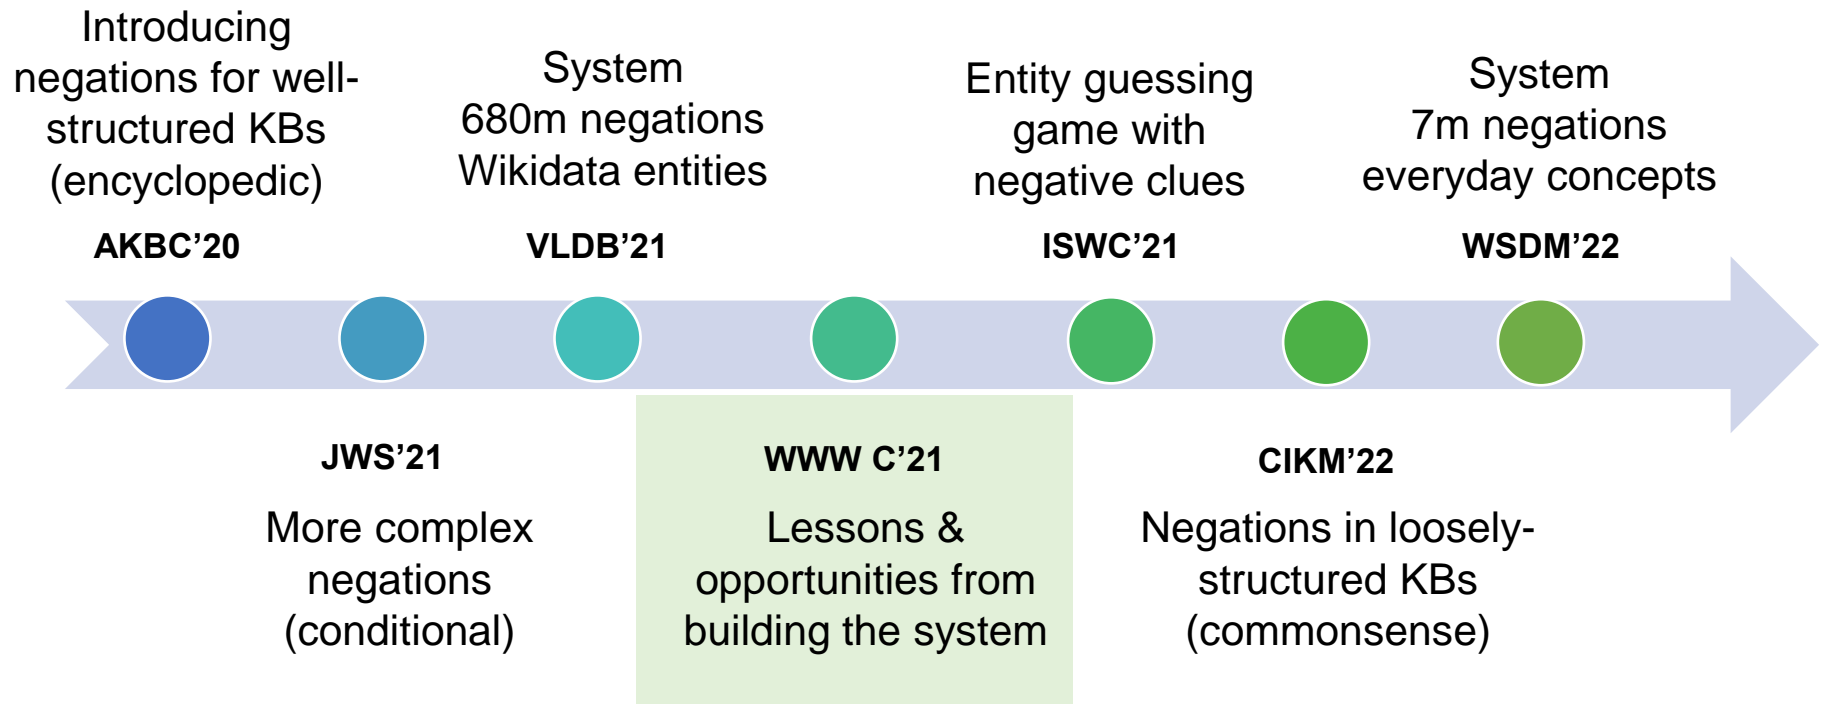 Introducing
negations for well-
structured KBs
(encyclopedic)
AKBC’20
System
680m negations
Wikidata entities
VLDB’21
Entity guessing
game with
negative clues
ISWC’21
System
7m negations
everyday concepts
WSDM’22
JWS’21
More complex
negations
(conditional)
WWW C’21
Lessons &
opportunities from
building the system
CIKM’22
Negations in loosely-
structured KBs
(commonsense)